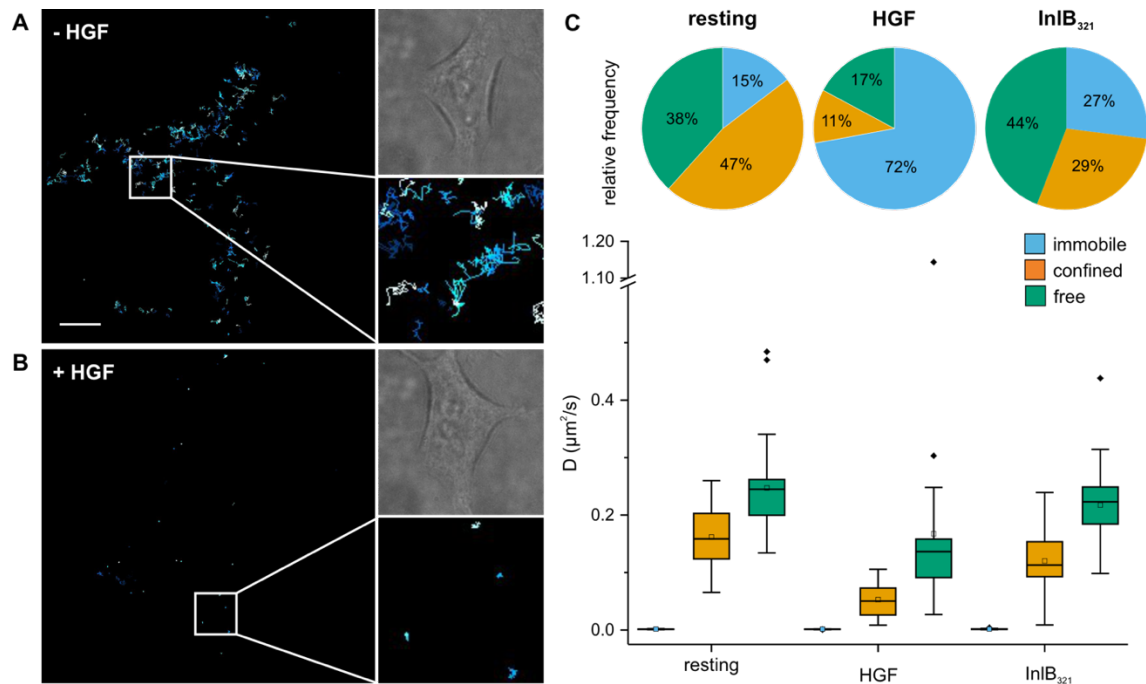 A
- HGF
B
+ HGF
C
resting
HGF
InlB₃₂₁
relative frequency
15%
47%
38%
17%
11%
72%
27%
29%
44%
immobile
confined
free
D (µm²/s)
1.20
1.10
0.4
0.2
0.0
resting
HGF
InlB₃₂₁